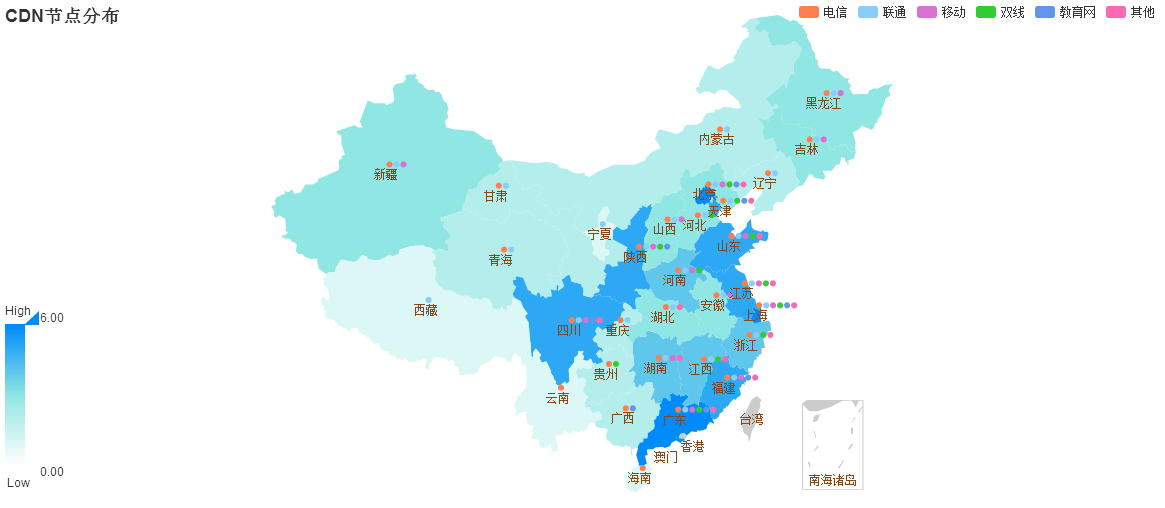 CDN节点分布
电信 联通 移动 双线 教育网 其他
黑龙江
内蒙古
吉林
新疆
辽宁
甘肃
北京
天津
河北
山西
宁夏
山东
陕西
青海
河南
江苏
安徽
西藏
High
上海
6.00
湖北
四川
重庆
浙江
湖南
江西
贵州
福建
云南
广西
广东
台湾
香港
澳门
0.00
海南
南海诸岛
Low